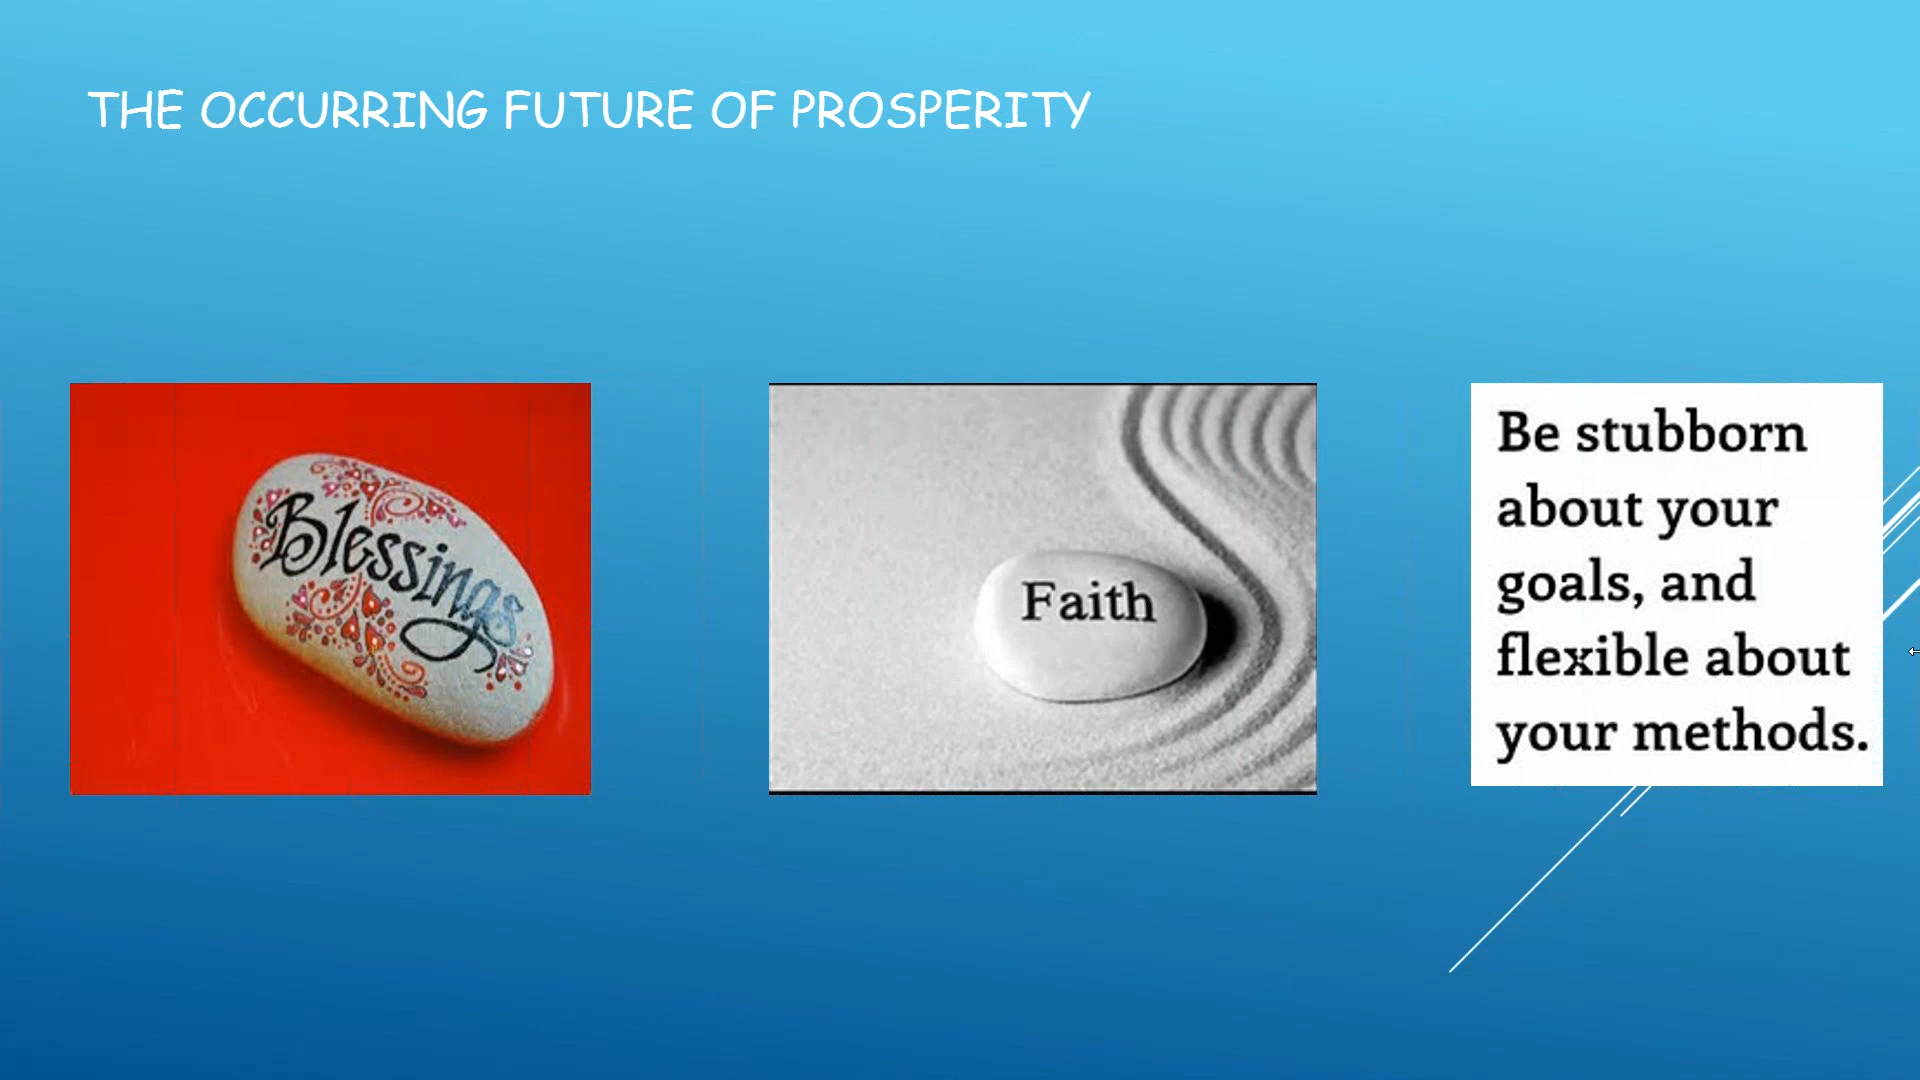 THE OCCURRING FUTURE OF PROSPERITY
Blessings
Faith
Be stubborn
about your
goals, and
flexible about
your methods.